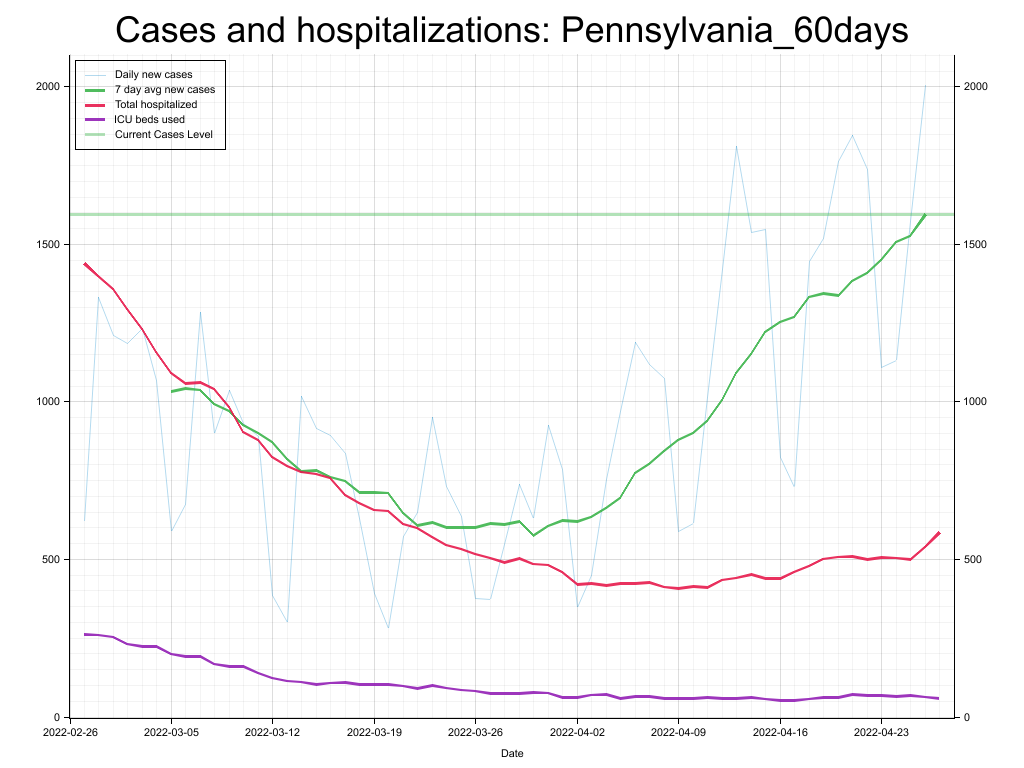 Cases and hospitalizations: Pennsylvania_60days
Daily new cases
7 day avg new cases
Total hospitalized
ICU beds used
Current Cases Level
2000 2000
1500 1500
1000 1000
500 500
0 0
2022-02-26 2022-03-05 2022-03-12 2022-03-19 2022-03-26 2022-04-02 2022-04-09 2022-04-16 2022-04-23
Date